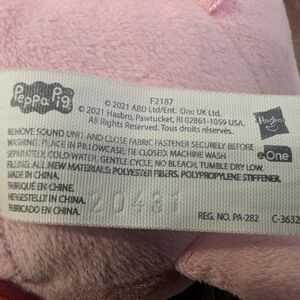 Peppa Pig
F2187
© 2021 ABD Ltd/Ent. One UK Ltd.
© 2021 Hasbro, Pawtucket, RI 02861-1059 USA.
All Rights Reserved. Tous droits réservés.
Hasbro
eOne
REMOVE SOUND UNIT AND CLOSE FABRIC FASTENER SECURELY BEFORE
WASHING. PLACE IN PILLOWCASE; TIE CLOSED. MACHINE WASH
SEPARATELY, COLD WATER, GENTLE CYCLE, NO BLEACH, TUMBLE DRY LOW.
FILLING: ALL NEW MATERIALS: POLYESTER FIBERS. POLYPROPYLENE STIFFENER.
MADE IN CHINA.
FABRIQUÉ EN CHINE.
HERGESTELLT IN CHINA.
FABRICADO EN CHINA.
20481
REG. NO. PA-282
C-3632